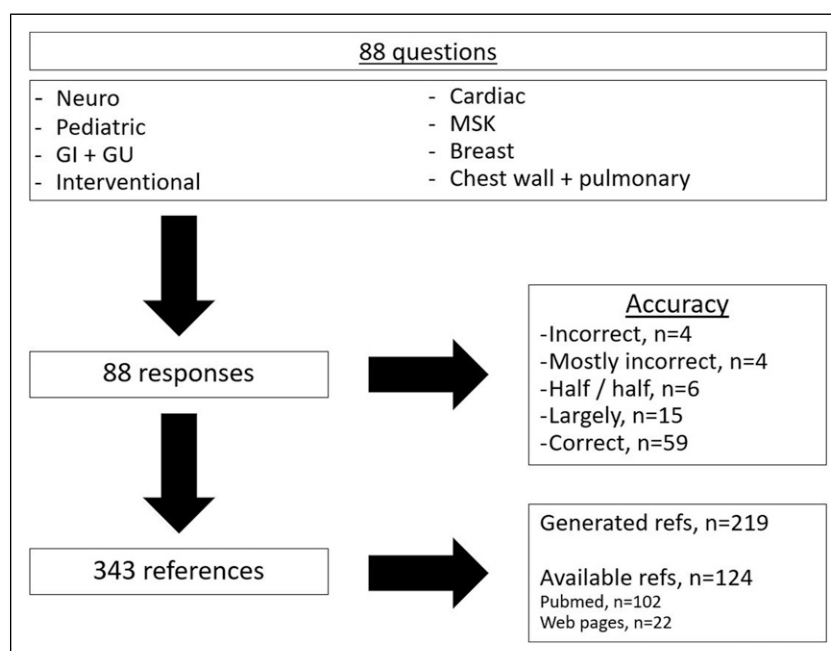 88 questions
- Neuro
- Pediatric
- GI + GU
- Interventional
- Cardiac
- MSK
- Breast
- Chest wall + pulmonary
88 responses
Accuracy
-Incorrect, n=4
-Mostly incorrect, n=4
-Half / half, n=6
-Largely, n=15
-Correct, n=59
343 references
Generated refs, n=219
Available refs, n=124
Pubmed, n=102
Web pages, n=22